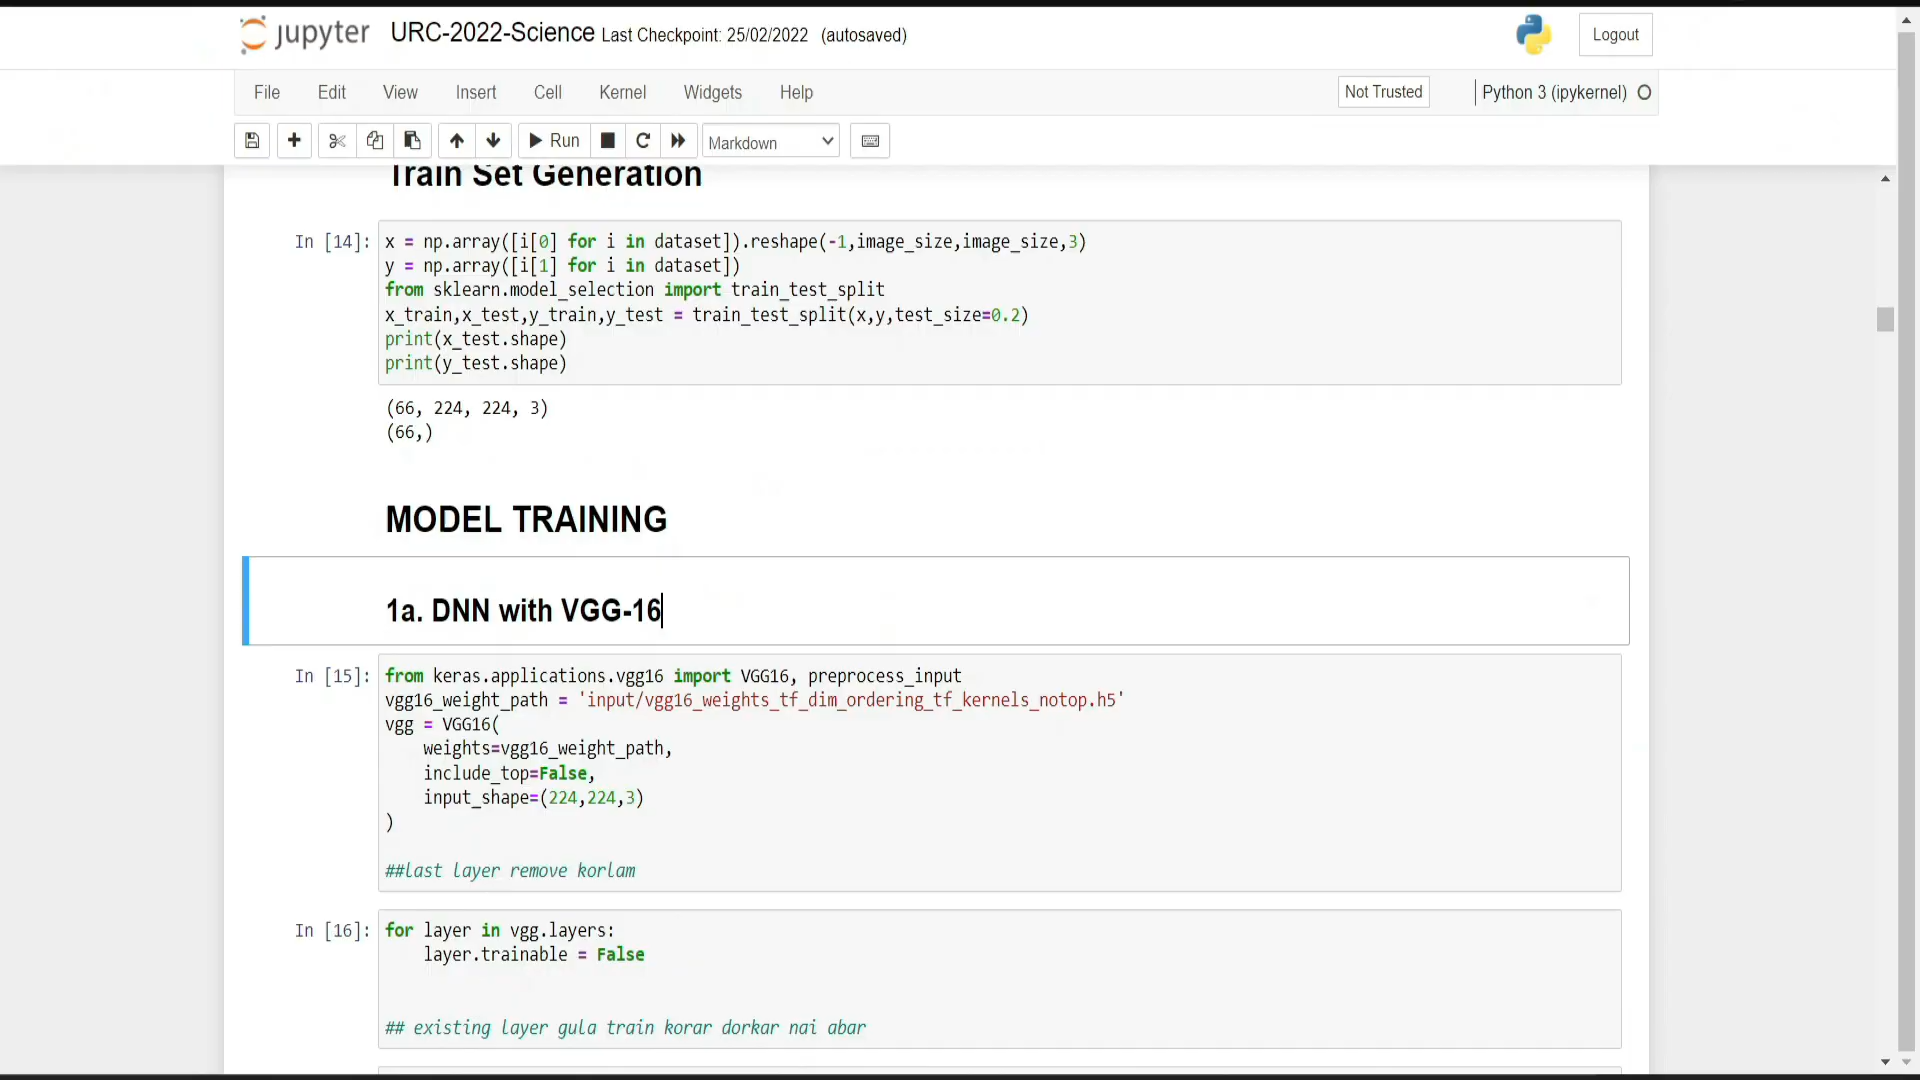 jupyter URC-2022-Science Last Checkpoint: 25/02/2022 (autosaved)
Logout
File Edit View Insert Cell Kernel Widgets Help
Not Trusted
Python 3 (ipykernel)
Run
Markdown
Train Set Generation
In [14]:
x = np.array([i[0] for i in dataset]).reshape(-1,image_size,image_size,3)
y = np.array([i[1] for i in dataset])
from sklearn.model_selection import train_test_split
x_train,x_test,y_train,y_test = train_test_split(x,y,test_size=0.2)
print(x_test.shape)
print(y_test.shape)
(66, 224, 224, 3)
(66,)
MODEL TRAINING
1a. DNN with VGG-16
In [15]:
from keras.applications.vgg16 import VGG16, preprocess_input
vgg16_weight_path = 'input/vgg16_weights_tf_dim_ordering_tf_kernels_notop.h5'
vgg = VGG16(
    weights=vgg16_weight_path,
    include_top=False,
    input_shape=(224,224,3)
)
##last layer remove korlam
In [16]:
for layer in vgg.layers:
    layer.trainable = False
## existing layer gula train korar dorkar nai abar